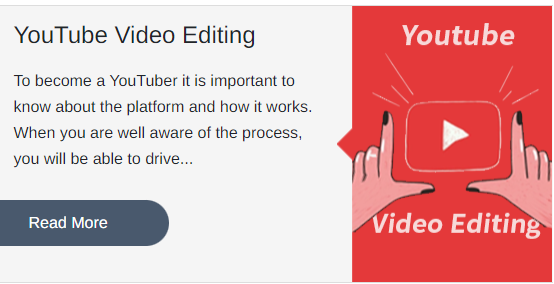 YouTube Video Editing
To become a YouTuber it is important to
know about the platform and how it works.
When you are well aware of the process,
you will be able to drive...
Read More
Youtube
Video Editing